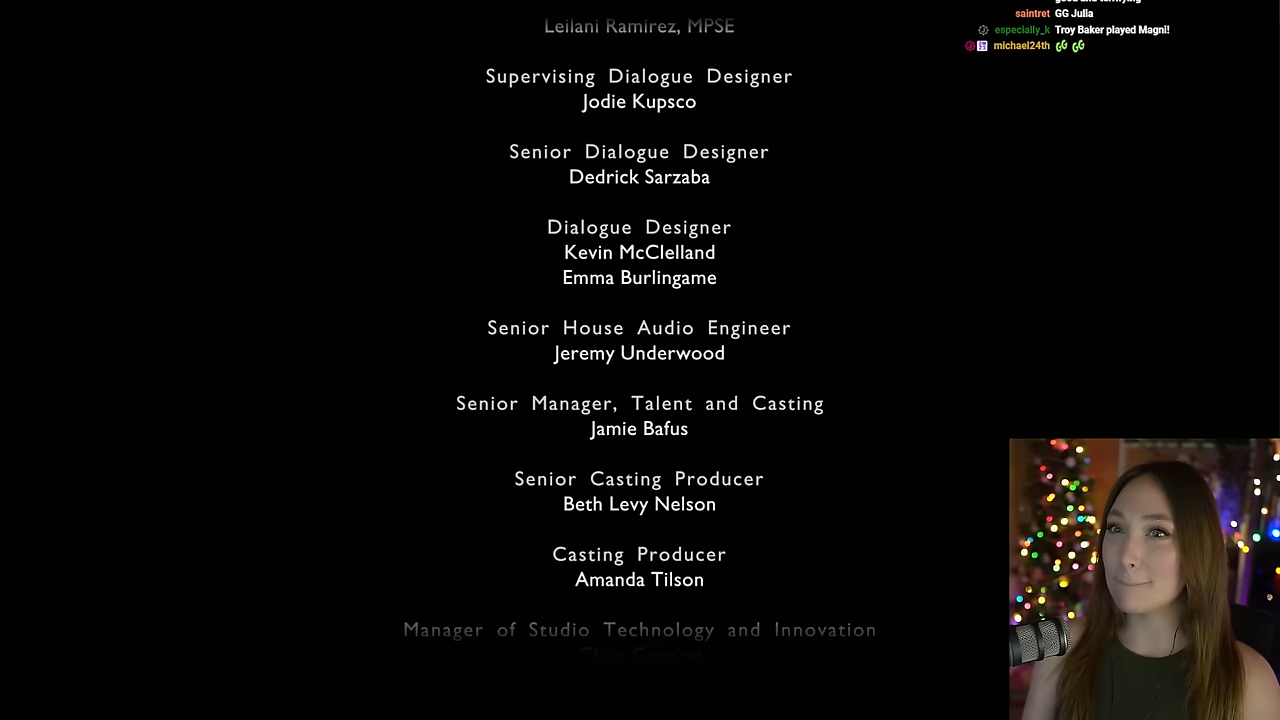 Leilani Ramirez, MPSE
Supervising Dialogue Designer
Jodie Kupsco
Senior Dialogue Designer
Dedrick Sarzaba
Dialogue Designer
Kevin McClelland
Emma Burlingame
Senior House Audio Engineer
Jeremy Underwood
Senior Manager, Talent and Casting
Jamie Bafus
Senior Casting Producer
Beth Levy Nelson
Casting Producer
Amanda Tilson
Manager of Studio Technology and Innovation
saintret GG Julia
especially_k Troy Baker played Magni!
michael24th